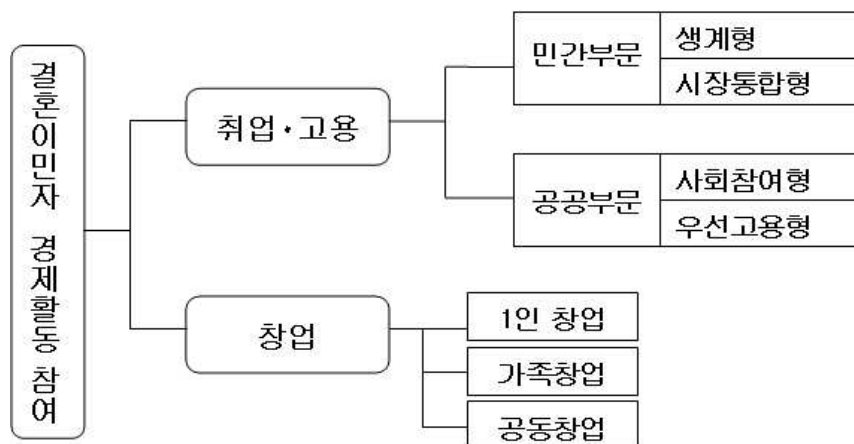 결혼이민자 경제활동 참여
취업·고용
민간부문
생계형
시장통합형
공공부문
사회참여형
우선고용형
창업
1인 창업
가족창업
공동창업